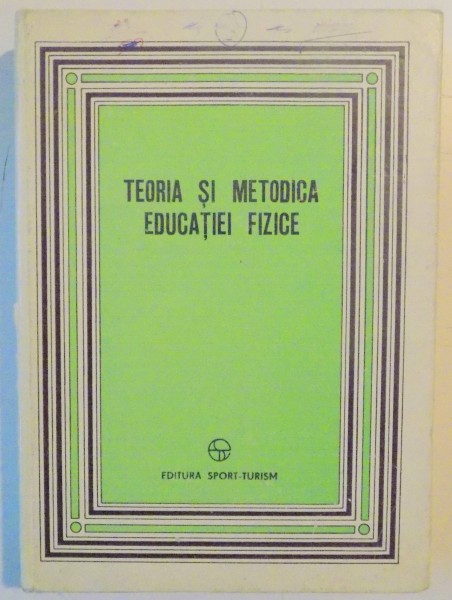 TEORIA ȘI METODICA
EDUCAȚIEI FIZICE
EDITURA SPORT-TURISM